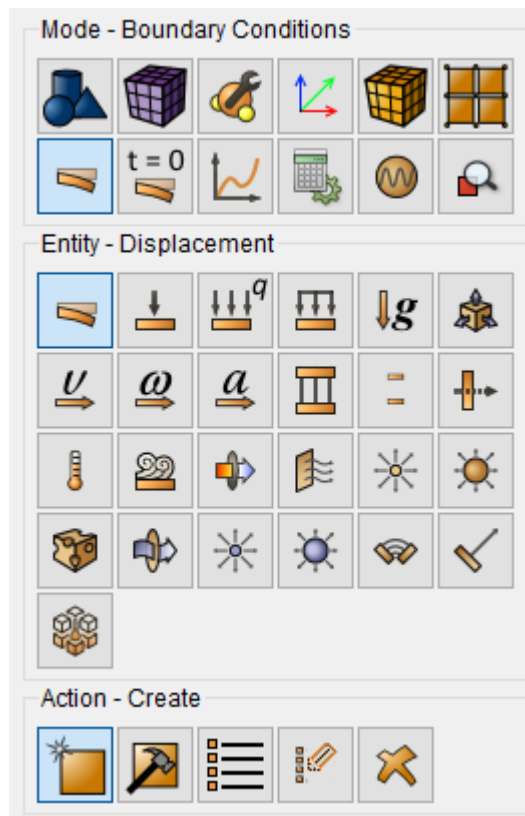 Mode - Boundary Conditions
t = 0
Entity - Displacement
q
g
υ ω a
Action - Create